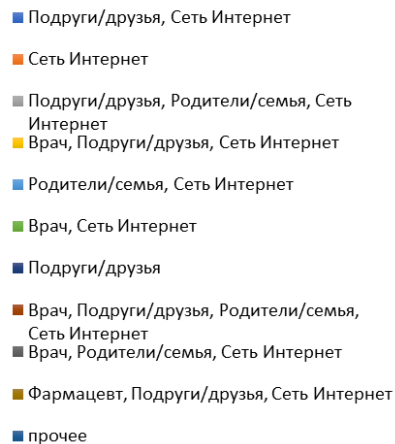 Подруги/друзья, Сеть Интернет
Сеть Интернет
Подруги/друзья, Родители/семья, Сеть
Интернет
Врач, Подруги/друзья, Сеть Интернет
Родители/семья, Сеть Интернет
Врач, Сеть Интернет
Подруги/друзья
Врач, Подруги/друзья, Родители/семья,
Сеть Интернет
Врач, Родители/семья, Сеть Интернет
Фармацевт, Подруги/друзья, Сеть Интернет
прочее